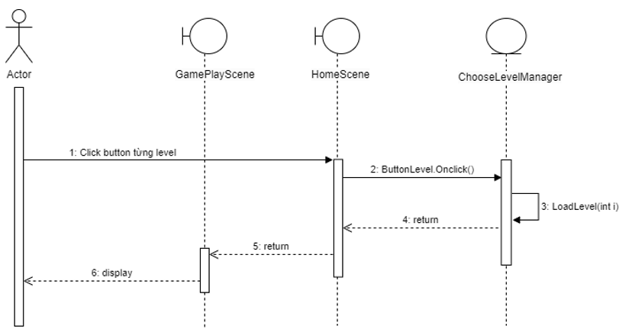 Actor
GamePlayScene
HomeScene
ChooseLevelManager
1: Click button từng level
2: ButtonLevel.Onclick()
3: LoadLevel(int i)
4: return
5: return
6: display